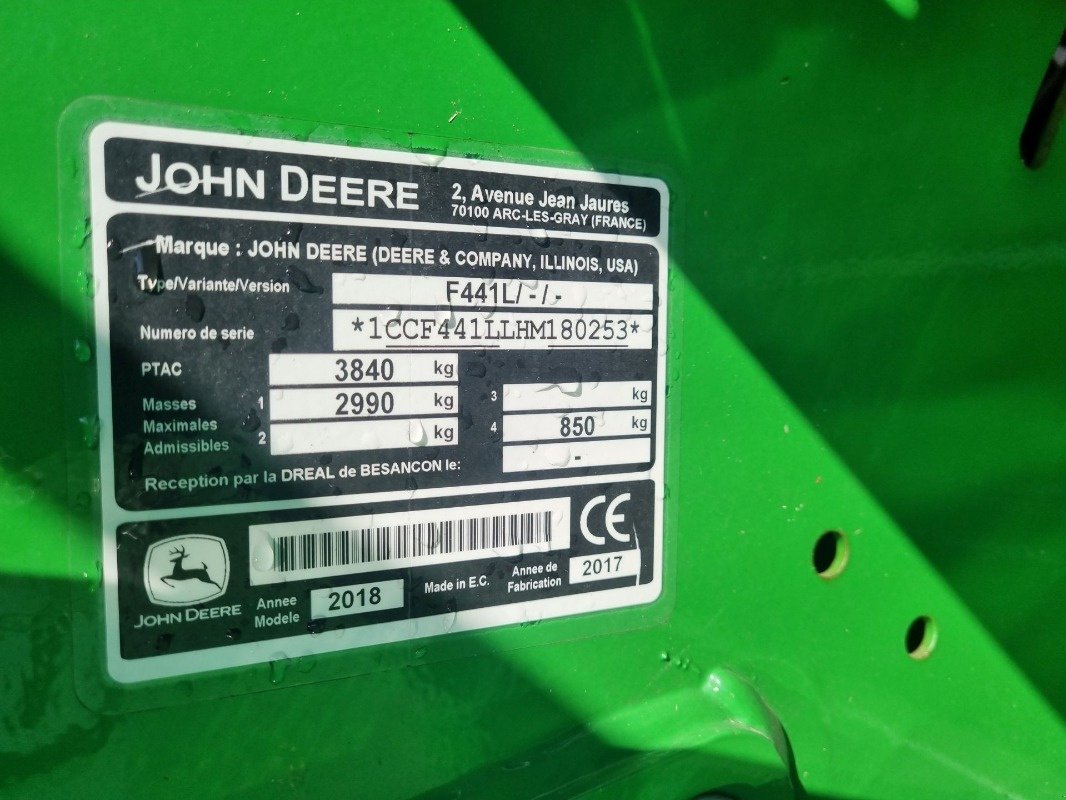 JOHN DEERE
2, Avenue Jean Jaures
70100 ARC-LES-GRAY (FRANCE)
Marque : JOHN DEERE (DEERE & COMPANY, ILLINOIS, USA)
Type/Variante/Version F441L/ - / -
Numero de serie *1CCF441LLHM180253*
PTAC 3840 kg
Masses Maximales Admissibles
1 2990 kg
2 kg
3 kg
4 850 kg
-
Reception par la DREAL de BESANCON le:
CE
JOHN DEERE
Annee Modele 2018
Made in E.C.
Annee de Fabrication 2017